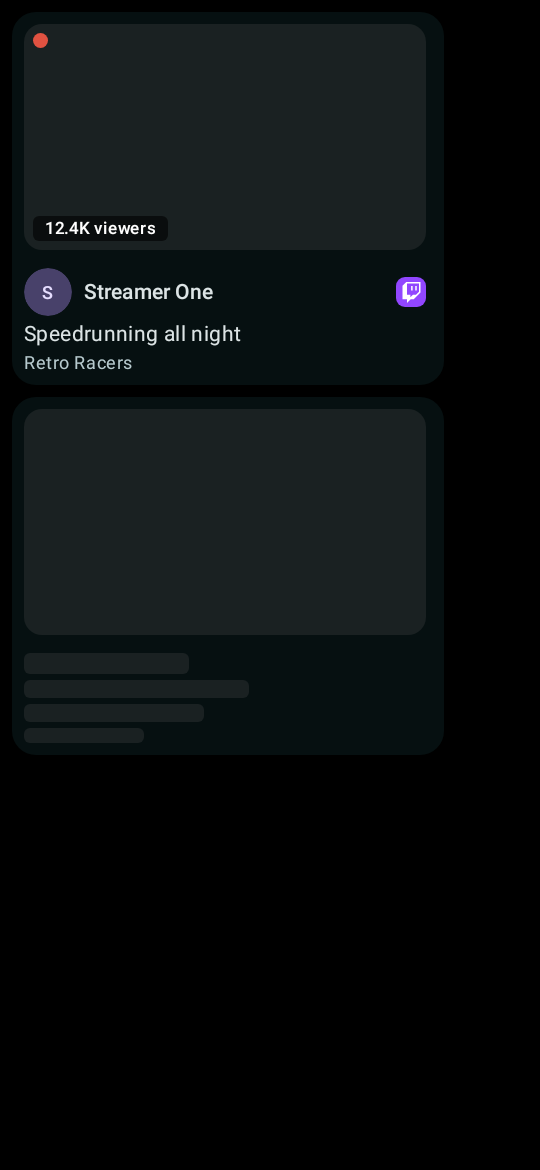 12.4K viewers
S
Streamer One
Speedrunning all night
Retro Racers